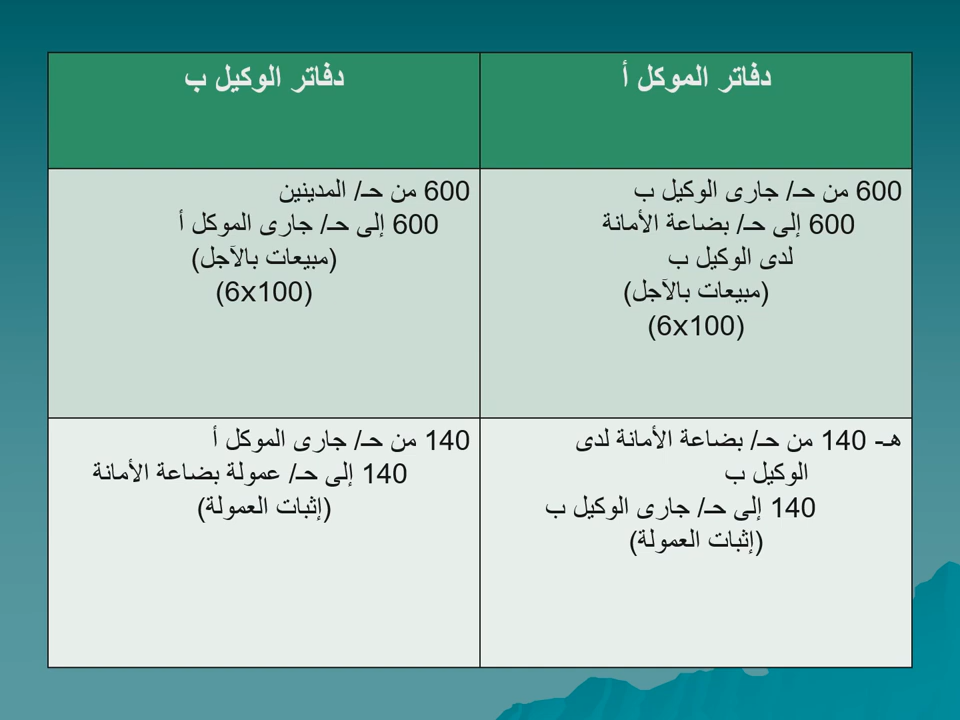 دفاتر الموكل أ
دفاتر الوكيل ب
600 من حـ/ جارى الوكيل ب
600 إلى حـ/ بضاعة الأمانة
لدى الوكيل ب
(مبيعات بالآجل)
(6x100)
600 من حـ/ المدينين
600 إلى حـ/ جارى الموكل أ
(مبيعات بالآجل)
(6x100)
هـ- 140 من حـ/ بضاعة الأمانة لدى
الوكيل ب
140 إلى حـ/ جارى الوكيل ب
(إثبات العمولة)
140 من حـ/ جارى الموكل أ
140 إلى حـ/ عمولة بضاعة الأمانة
(إثبات العمولة)